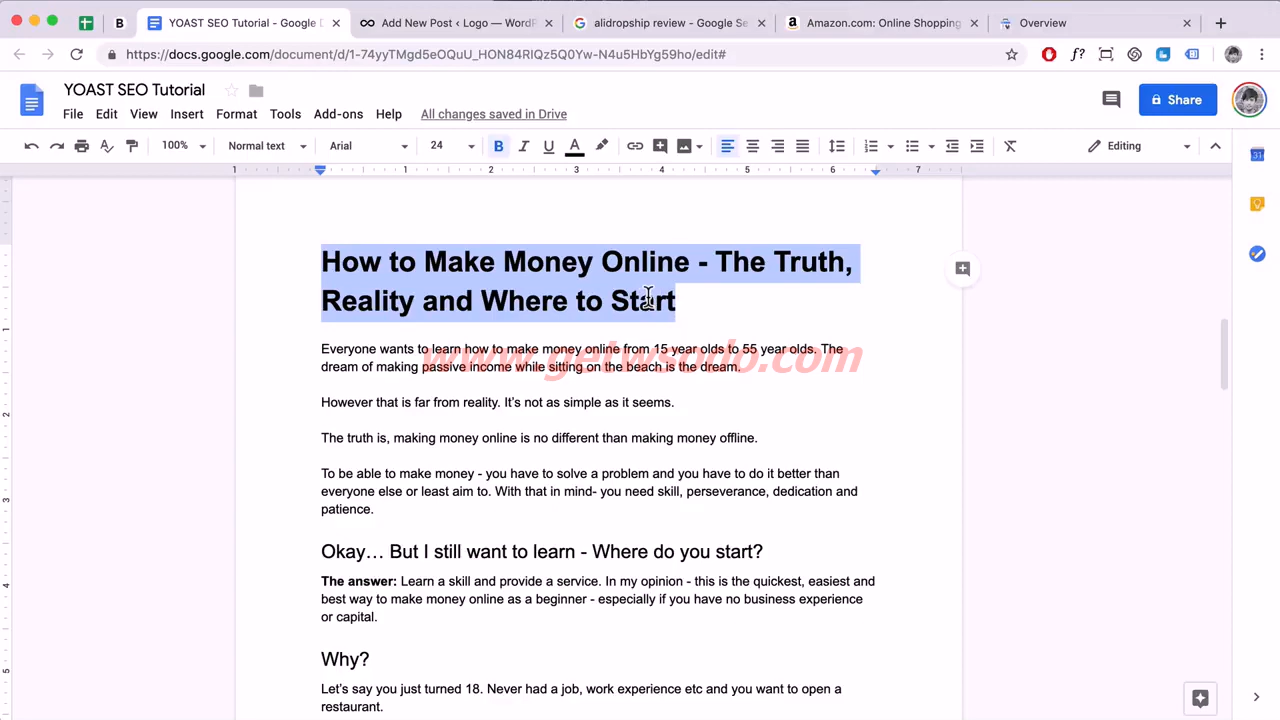 YOAST SEO Tutorial - Google D
Add New Post ‹ Logo — WordP
alidropship review - Google Se
Amazon.com: Online Shopping
Overview
YOAST SEO Tutorial
File Edit View Insert Format Tools Add-ons Help All changes saved in Drive
Share
100% Normal text Arial 24 B I U A Editing
1 1 2 3 4 5 6 7
How to Make Money Online - The Truth,
Reality and Where to Start
Everyone wants to learn how to make money online from 15 year olds to 55 year olds. The
dream of making passive income while sitting on the beach is the dream.
www.getwsodo.com
However that is far from reality. It's not as simple as it seems.
The truth is, making money online is no different than making money offline.
To be able to make money - you have to solve a problem and you have to do it better than
everyone else or least aim to. With that in mind- you need skill, perseverance, dedication and
patience.
Okay… But I still want to learn - Where do you start?
The answer: Learn a skill and provide a service. In my opinion - this is the quickest, easiest and
best way to make money online as a beginner - especially if you have no business experience
or capital.
Why?
Let's say you just turned 18. Never had a job, work experience etc and you want to open a
restaurant.